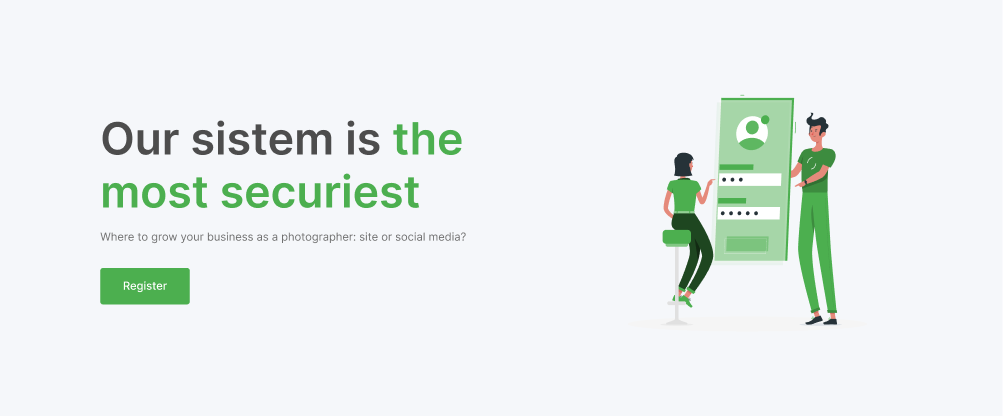 Our sistem is the
most securiest
Where to grow your business as a photographer: site or social media?
Register